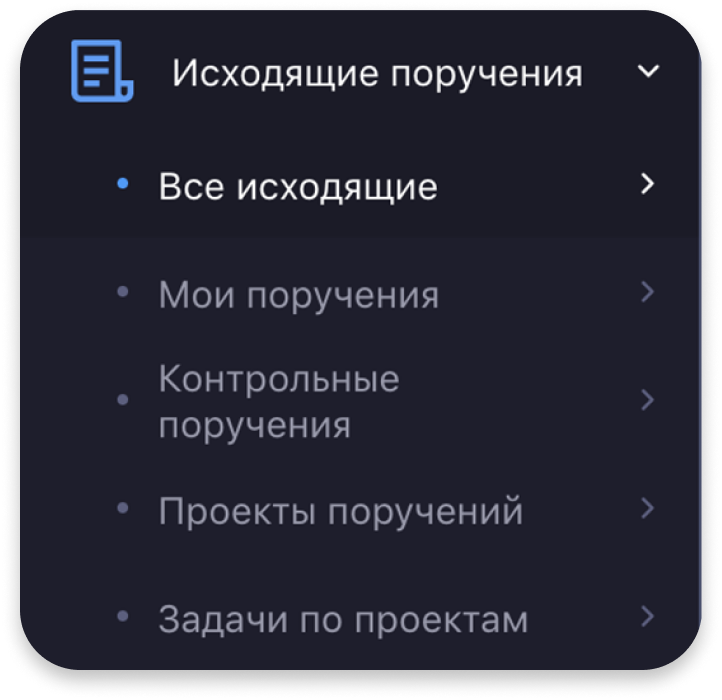 Исходящие поручения
Все исходящие
Мои поручения
Контрольные
поручения
Проекты поручений
Задачи по проектам